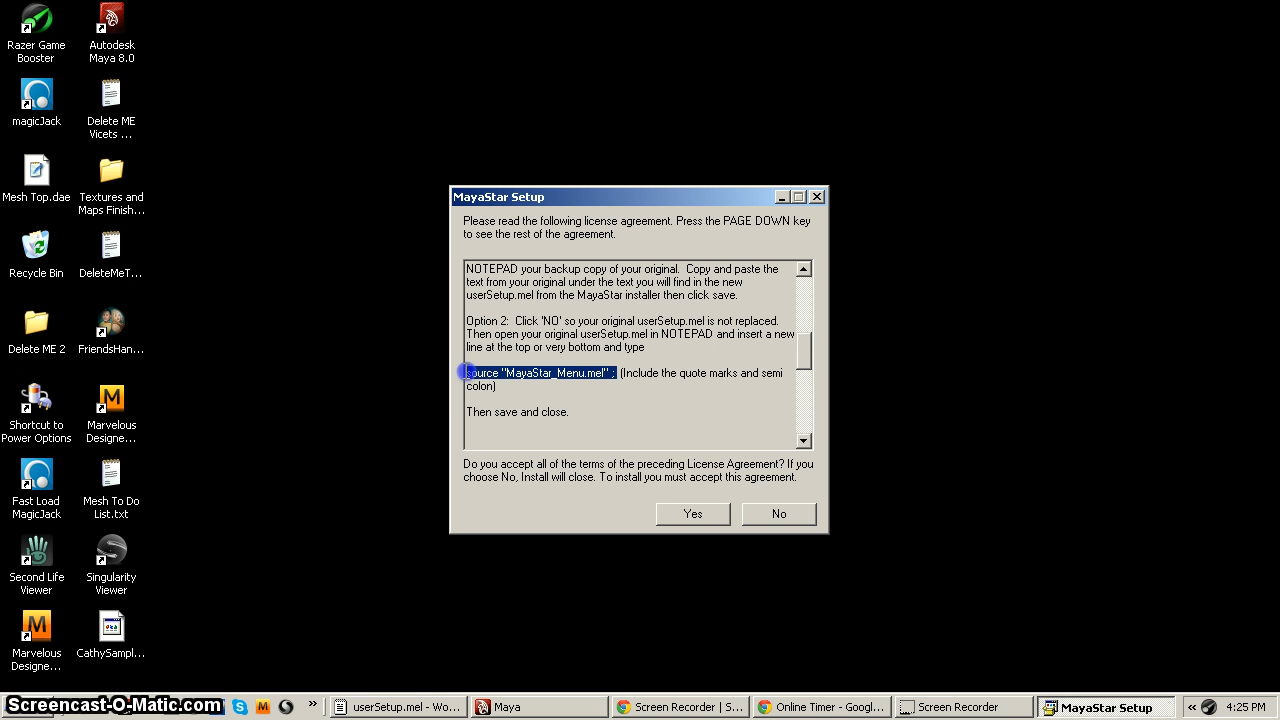 Razer Game
Booster
Autodesk
Maya 8.0
magicJack
Delete ME
Vicets ...
Mesh Top.dae
Textures and
Maps Finish...
Recycle Bin
DeleteMeT...
Delete ME 2
FriendsHan...
Shortcut to
Power Options
Marvelous
Designe...
Fast Load
MagicJack
Mesh To Do
List.txt
Second Life
Viewer
Singularity
Viewer
Marvelous
Designe...
CathySampl...
MayaStar Setup
Please read the following license agreement. Press the PAGE DOWN key
to see the rest of the agreement.
NOTEPAD your backup copy of your original. Copy and paste the
text from your original under the text you will find in the new
userSetup.mel from the MayaStar installer then click save.
Option 2: Click 'NO' so your original userSetup.mel is not replaced.
Then open your original userSetup.mel in NOTEPAD and insert a new
line at the top or very bottom and type
source "MayaStar_Menu.mel" ; (Include the quote marks and semi
colon)
Then save and close.
Do you accept all of the terms of the preceding License Agreement? If you
choose No, Install will close. To install you must accept this agreement.
Yes
No
Screencast-O-Matic.com
userSetup.mel - Wo...
Maya
Screen Recorder | S...
Online Timer - Googl...
Screen Recorder
MayaStar Setup
4:25 PM